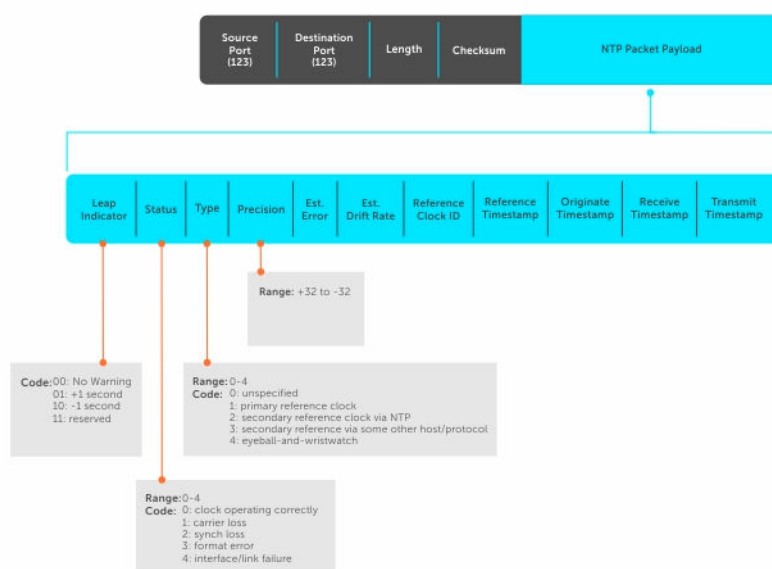 Source Port (123) Destination Port (123) Length Checksum NTP Packet Payload
Leap Indicator Status Type Precision Est. Error Est. Drift Rate Reference Clock ID Reference Timestamp Originate Timestamp Receive Timestamp Transmit Timestamp
Range: +32 to -32
Code: 00: No Warning
01: +1 second
10: -1 second
11: reserved
Range: 0-4
Code: 0: unspecified
1: primary reference clock
2: secondary reference clock via NTP
3: secondary reference via some other host/protocol
4: eyeball-and-wristwatch
Range: 0-4
Code: 0: clock operating correctly
1: carrier loss
2: synch loss
3: format error
4: interface/link failure